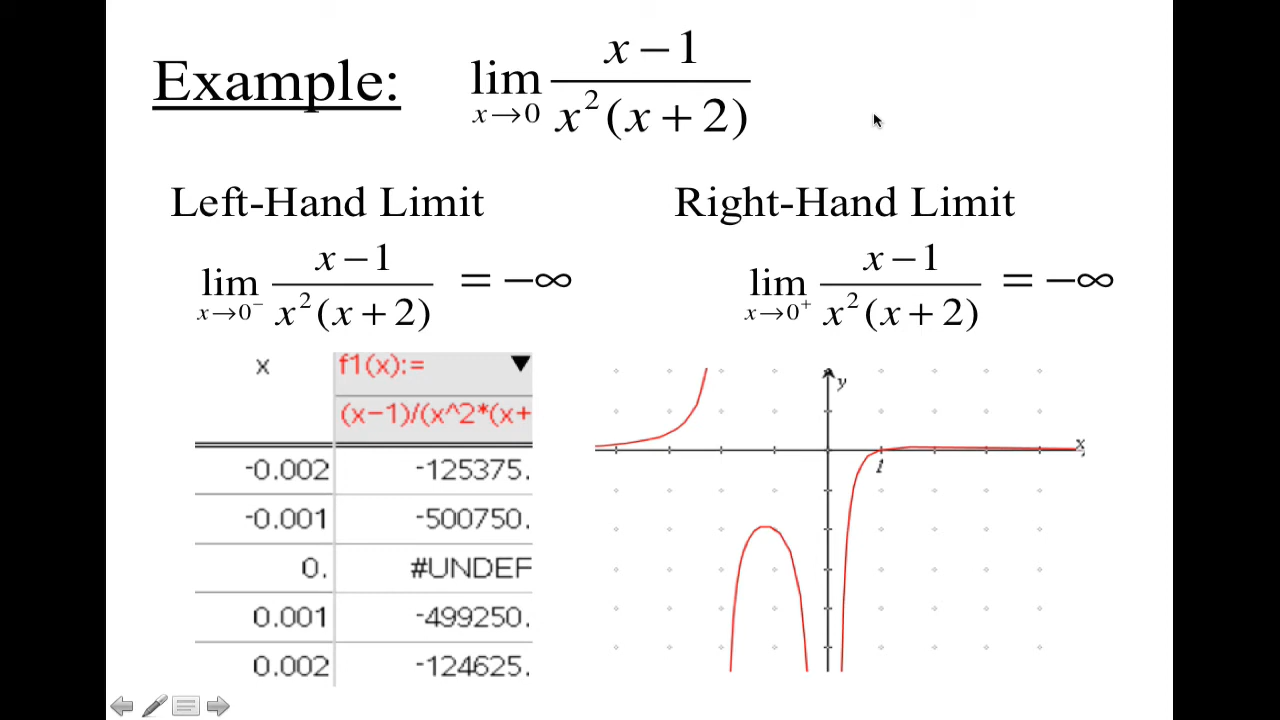 Example: lim x→0 x−1 / x²(x+2)
Left-Hand Limit
Right-Hand Limit
lim x→0⁻ x−1 / x²(x+2) = −∞
lim x→0⁺ x−1 / x²(x+2) = −∞
x f1(x):= ▼
(x−1)/(x^2*(x+
-0.002 -125375.
-0.001 -500750.
0. #UNDEF
0.001 -499250.
0.002 -124625.
y
x
1